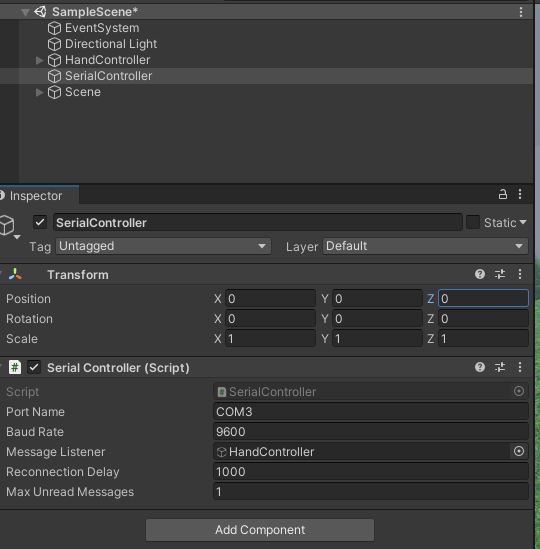 SampleScene*
EventSystem
Directional Light
HandController
SerialController
Scene
Inspector
SerialController Static
Tag Untagged Layer Default
Transform
Position X 0 Y 0 Z 0
Rotation X 0 Y 0 Z 0
Scale X 1 Y 1 Z 1
# Serial Controller (Script)
Script # SerialController
Port Name COM3
Baud Rate 9600
Message Listener HandController
Reconnection Delay 1000
Max Unread Messages 1
Add Component